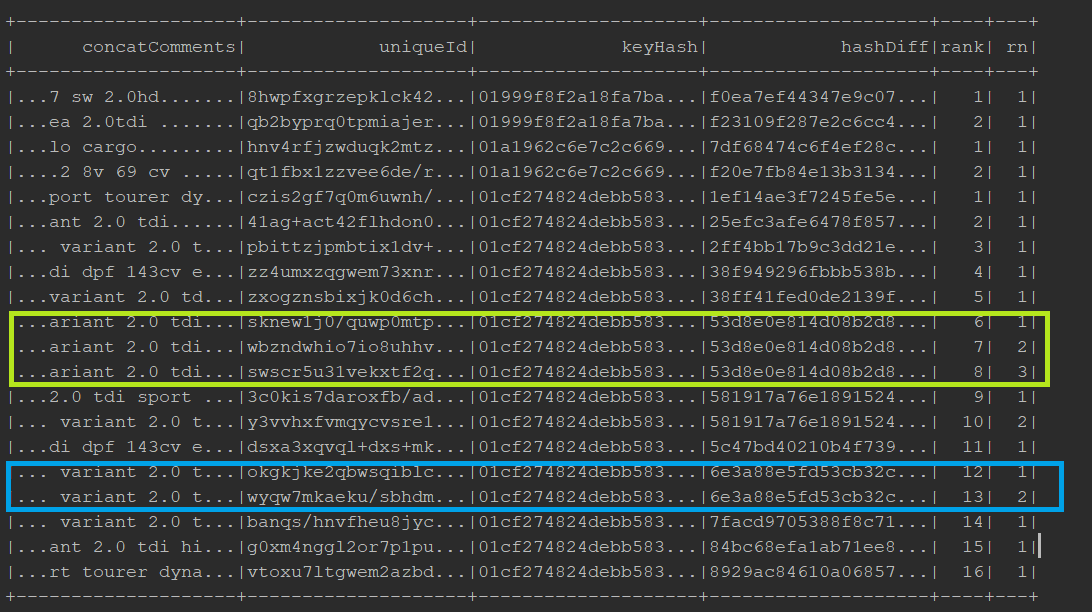 +--------------------+--------------------+--------------------+--------------------+----+---+
|      concatComments|            uniqueId|             keyHash|            hashDiff|rank| rn|
+--------------------+--------------------+--------------------+--------------------+----+---+
|...7 sw 2.0hd.......|8hwpfxgrzepklck42...|01999f8f2a18fa7ba...|f0ea7ef44347e9c07...|   1|  1|
|...ea 2.0tdi .......|qb2byprq0tpmiajer...|01999f8f2a18fa7ba...|f23109f287e2c6cc4...|   2|  1|
|...lo cargo.........|hnv4rfjzwduqk2mtz...|01a1962c6e7c2c669...|7df68474c6f4ef28c...|   1|  1|
|....2 8v 69 cv .....|qt1fbx1zzvee6de/r...|01a1962c6e7c2c669...|f20e7fb84e13b3134...|   2|  1|
|...port tourer dy...|czis2gf7q0m6uwnh/...|01cf274824debb583...|1ef14ae3f7245fe5e...|   1|  1|
|...ant 2.0 tdi......|41ag+act42flhdon0...|01cf274824debb583...|25efc3afe6478f857...|   2|  1|
|... variant 2.0 t...|pbittzjpmbtix1dv+...|01cf274824debb583...|2ff4bb17b9c3dd21e...|   3|  1|
|...di dpf 143cv e...|zz4umxzqgwem73xnr...|01cf274824debb583...|38f949296fbbb538b...|   4|  1|
|...variant 2.0 td...|zxogznsbixjk0d6ch...|01cf274824debb583...|38ff41fed0de2139f...|   5|  1|
...ariant 2.0 tdi...|sknewlj0/quwp0mtp...|01cf274824debb583...|53d8e0e814d08b2d8...|   6|  1|
...ariant 2.0 tdi...|wbzndwhio7io8uhhv...|01cf274824debb583...|53d8e0e814d08b2d8...|   7|  2|
...ariant 2.0 tdi...|swscr5u31vekxtf2q...|01cf274824debb583...|53d8e0e814d08b2d8...|   8|  3|
|...2.0 tdi sport ...|3c0kis7daroxfb/ad...|01cf274824debb583...|581917a76e1891524...|   9|  1|
|... variant 2.0 t...|y3vvhxfvmqycvsre1...|01cf274824debb583...|581917a76e1891524...|  10|  2|
|...di dpf 143cv e...|dsxa3xqvql+dxs+mk...|01cf274824debb583...|5c47bd40210b4f739...|  11|  1|
... variant 2.0 t...|okgkjke2qbwsqiblc...|01cf274824debb583...|6e3a88e5fd53cb32c...|  12|  1|
... variant 2.0 t...|wyqw7mkaeku/sbhdm...|01cf274824debb583...|6e3a88e5fd53cb32c...|  13|  2|
|... variant 2.0 t...|banqs/hnvfheu8jyc...|01cf274824debb583...|7facd9705388f8c71...|  14|  1|
|...ant 2.0 tdi hi...|g0xm4nggl2or7p1pu...|01cf274824debb583...|84bc68efa1ab71ee8...|  15|  1|
|...rt tourer dyna...|vtoxu7ltgwem2azbd...|01cf274824debb583...|8929ac84610a06857...|  16|  1|
+--------------------+--------------------+--------------------+--------------------+----+---+